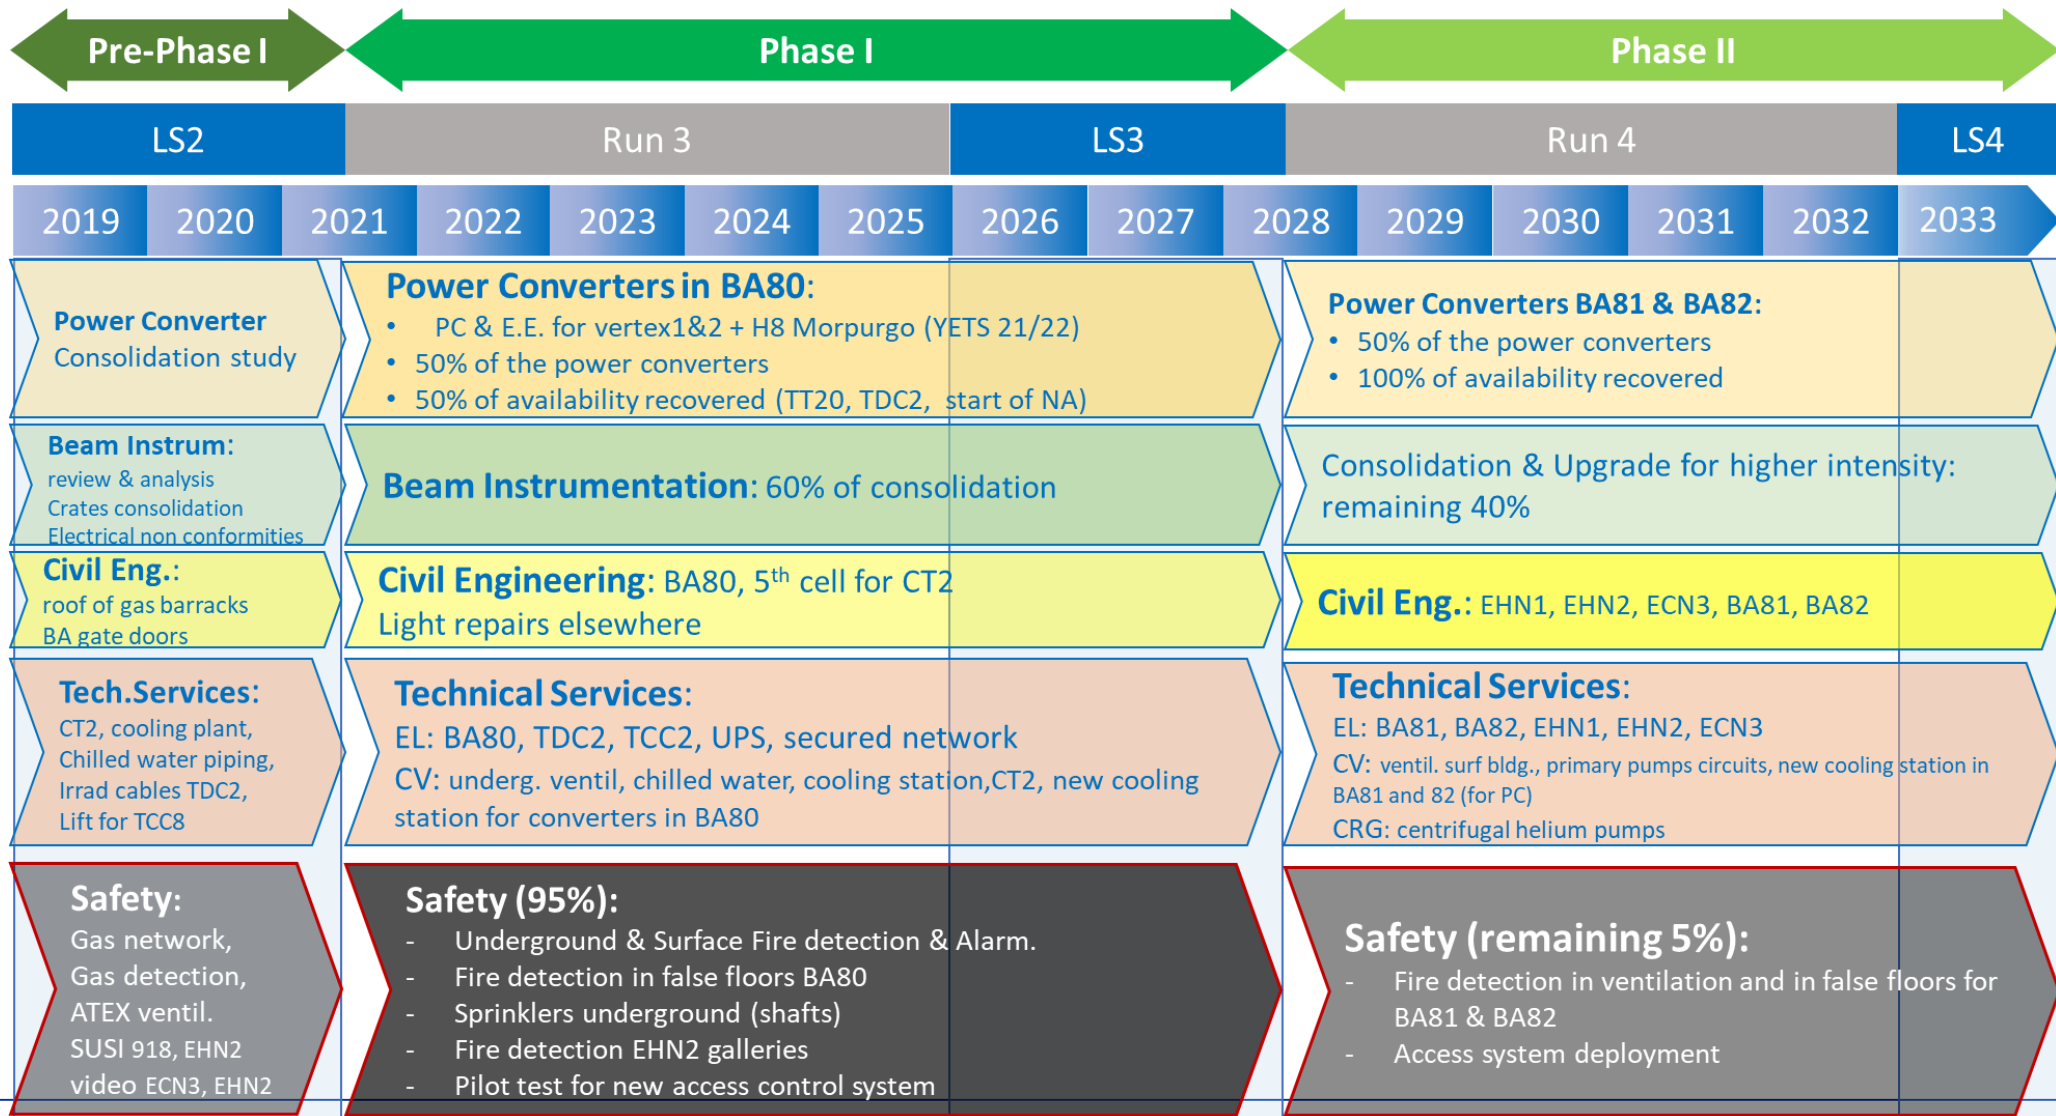 Pre-Phase I
Phase I
Phase II
LS2
Run 3
LS3
Run 4
LS4
2019
2020
2021
2022
2023
2024
2025
2026
2027
2028
2029
2030
2031
2032
2033
Power Converter
Consolidation study
Power Converters in BA80:
• PC & E.E. for vertex1&2 + H8 Morpurgo (YETS 21/22)
• 50% of the power converters
• 50% of availability recovered (TT20, TDC2, start of NA)
Power Converters BA81 & BA82:
• 50% of the power converters
• 100% of availability recovered
Beam Instrum:
review & analysis
Crates consolidation
Electrical non conformities
Beam Instrumentation: 60% of consolidation
Consolidation & Upgrade for higher intensity:
remaining 40%
Civil Eng.:
roof of gas barracks
BA gate doors
Civil Engineering: BA80, 5th cell for CT2
Light repairs elsewhere
Civil Eng.: EHN1, EHN2, ECN3, BA81, BA82
Tech.Services:
CT2, cooling plant,
Chilled water piping,
Irrad cables TDC2,
Lift for TCC8
Technical Services:
EL: BA80, TDC2, TCC2, UPS, secured network
CV: underg. ventil, chilled water, cooling station,CT2, new cooling
station for converters in BA80
Technical Services:
EL: BA81, BA82, EHN1, EHN2, ECN3
CV: ventil. surf bldg., primary pumps circuits, new cooling station in
BA81 and 82 (for PC)
CRG: centrifugal helium pumps
Safety:
Gas network,
Gas detection,
ATEX ventil.
SUSI 918, EHN2
video ECN3, EHN2
Safety (95%):
- Underground & Surface Fire detection & Alarm.
- Fire detection in false floors BA80
- Sprinklers underground (shafts)
- Fire detection EHN2 galleries
- Pilot test for new access control system
Safety (remaining 5%):
- Fire detection in ventilation and in false floors for
BA81 & BA82
- Access system deployment